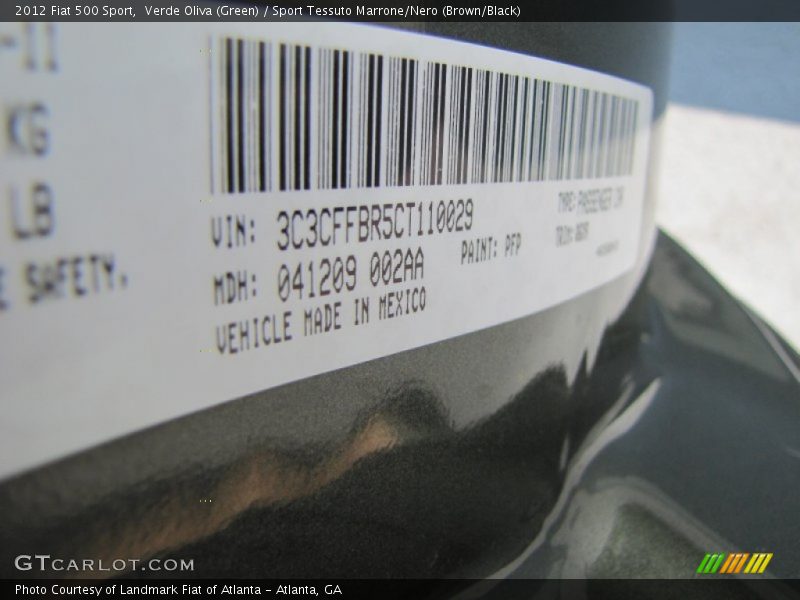 2012 Fiat 500 Sport,  Verde Oliva (Green) / Sport Tessuto Marrone/Nero (Brown/Black)
-11
KG
LB
E SAFETY.
VIN: 3C3CFFBR5CT110029
MDH: 041209 002AA
VEHICLE MADE IN MEXICO
PAINT: PFP
TYPE: PASSENGER CAR
TRIM:
GTCARLOT.COM
Photo Courtesy of Landmark Fiat of Atlanta - Atlanta, GA